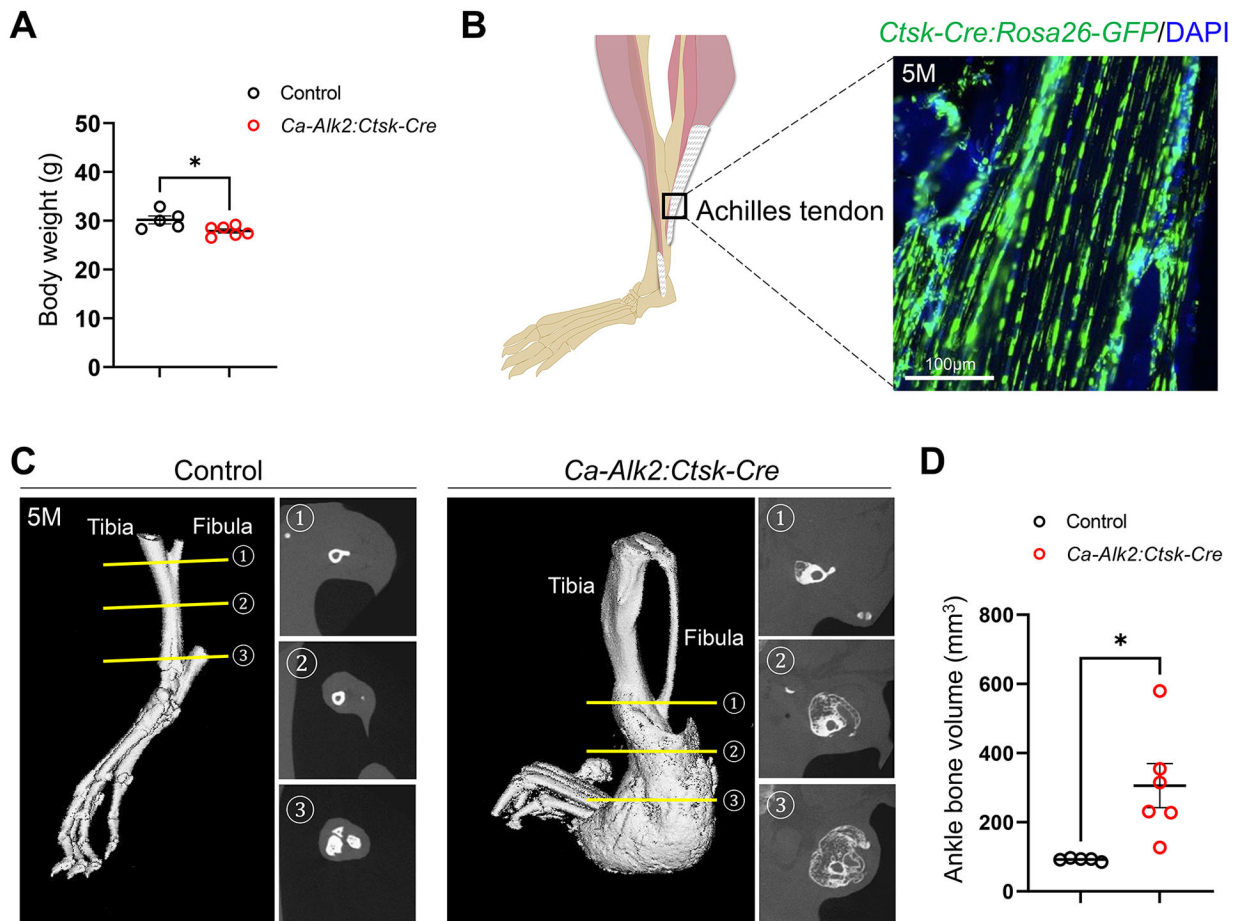 A
Control
Ca-Alk2:Ctsk-Cre
50
40
30
20
10
0
Body weight (g)
*
B
Ctsk-Cre:Rosa26-GFP/DAPI
5M
100μm
Achilles tendon
C
Control
Ca-Alk2:Ctsk-Cre
5M
Tibia
Fibula
①
②
③
①
②
③
Tibia
Fibula
①
②
③
①
②
③
D
Control
Ca-Alk2:Ctsk-Cre
800
600
400
200
0
Ankle bone volume (mm³)
*